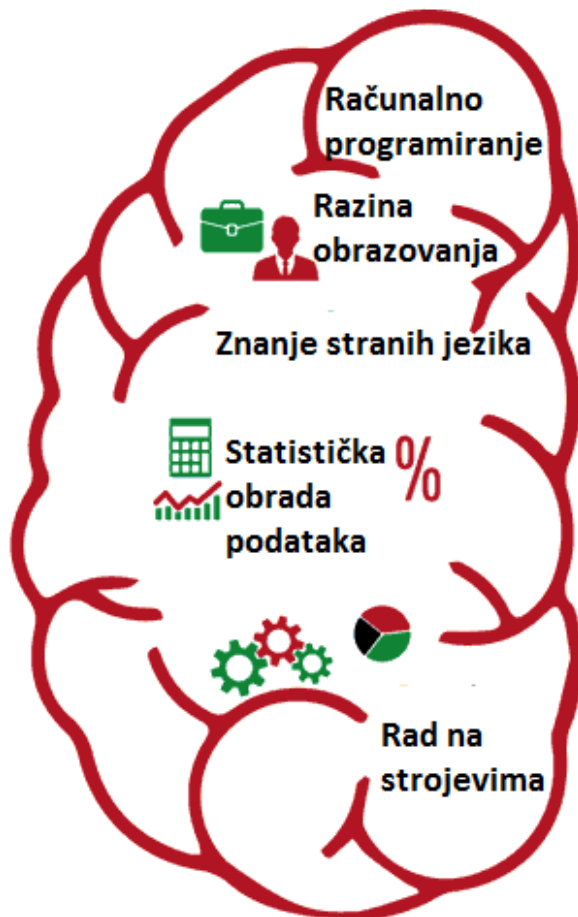 Računalno
programiranje
Razina
obrazovanja
Znanje stranih jezika
Statistička
obrada
podataka
%
Rad na
strojevima